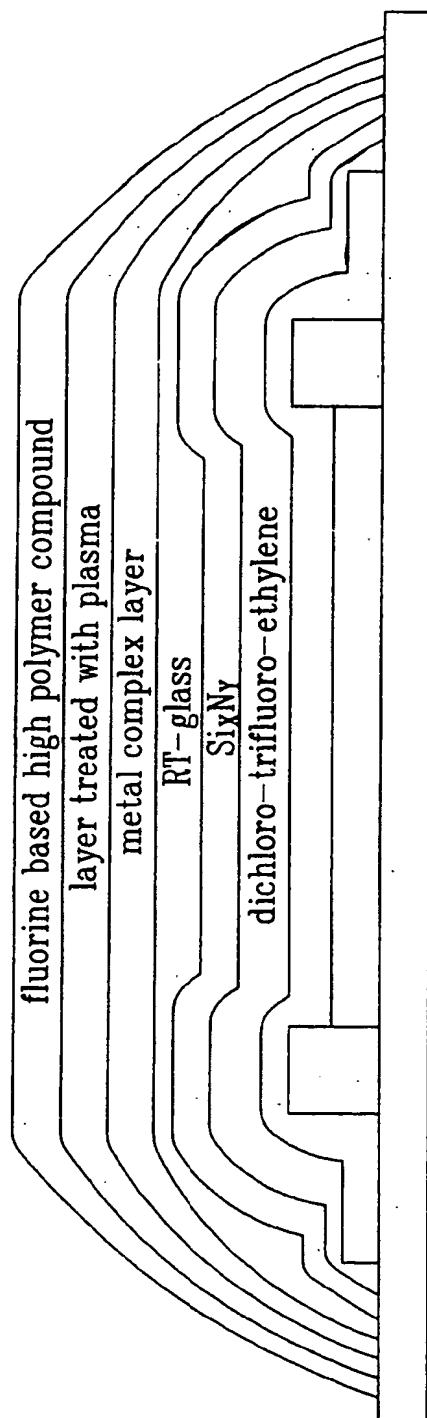 fluorine based high polymer compound
layer treated with plasma
metal complex layer
RT-glass
SiXNY
dichloro-trifluoro-ethylene